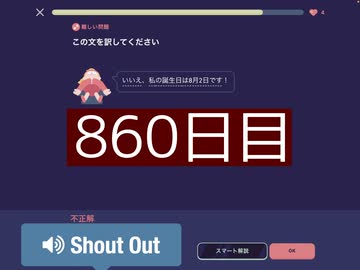 4
難しい問題
この文を訳してください
いいえ、私の誕生日は8月2日です！
860日目
不正解
スマート解説
OK
Shout Out